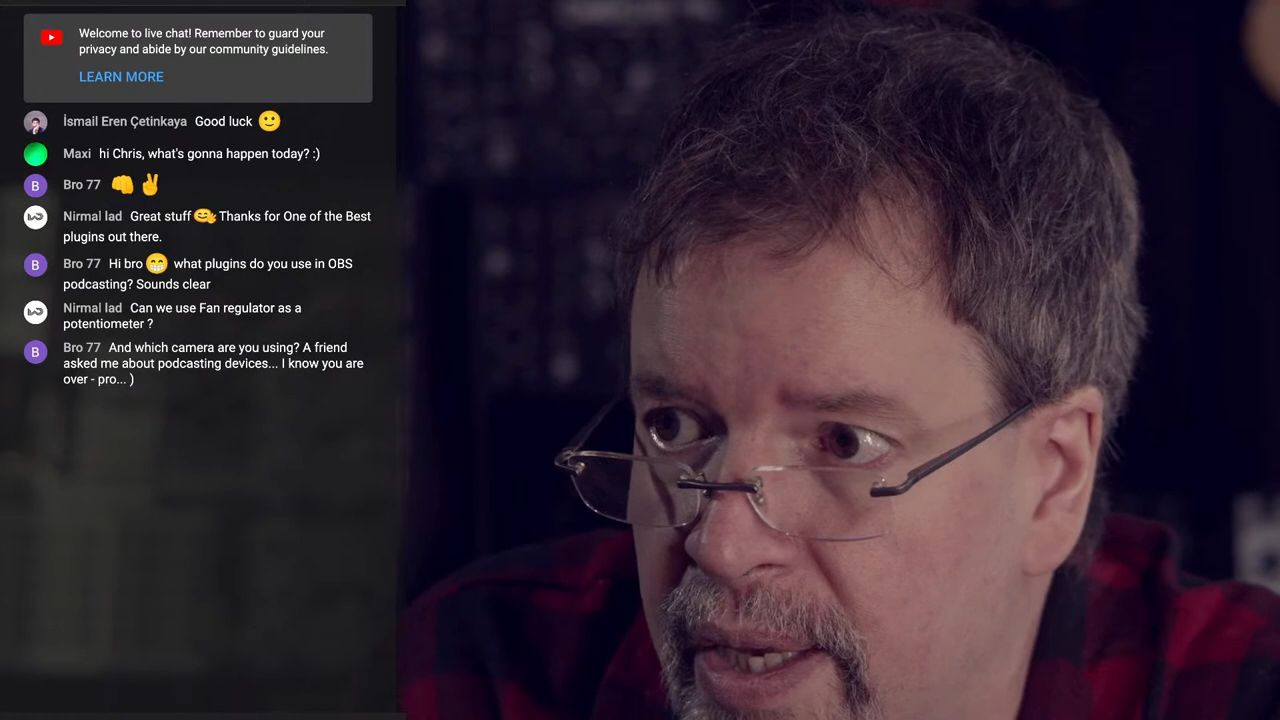 Welcome to live chat! Remember to guard your
privacy and abide by our community guidelines.
LEARN MORE
İsmail Eren Çetinkaya Good luck 🙂
Maxi hi Chris, what's gonna happen today? :)
B Bro 77 👊 ✌️
Nirmal lad Great stuff 🤗 Thanks for One of the Best
plugins out there.
B Bro 77 Hi bro 😁 what plugins do you use in OBS
podcasting? Sounds clear
Nirmal lad Can we use Fan regulator as a
potentiometer ?
B Bro 77 And which camera are you using? A friend
asked me about podcasting devices... I know you are
over - pro... )